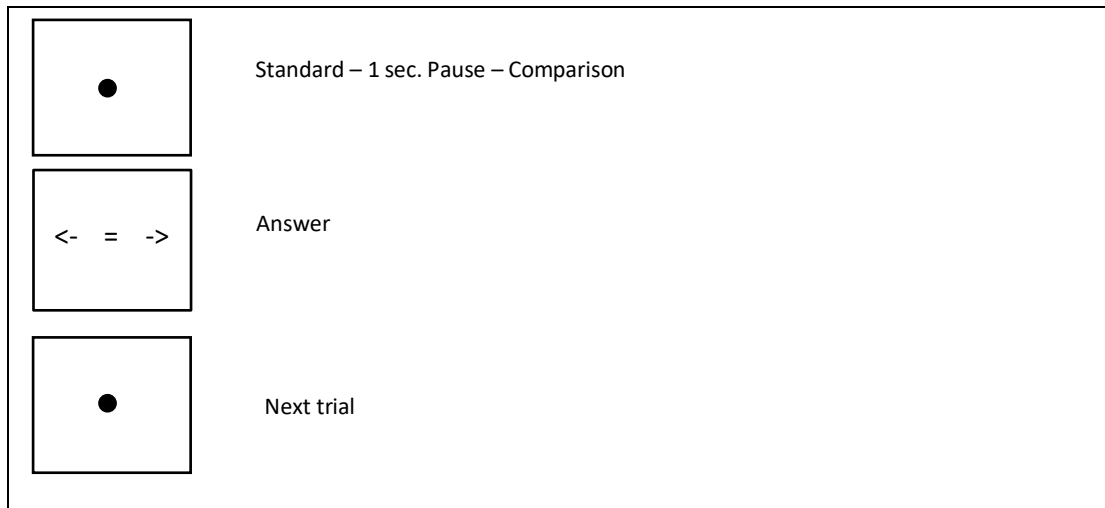 Standard – 1 sec. Pause – Comparison
<- = ->
Answer
Next trial